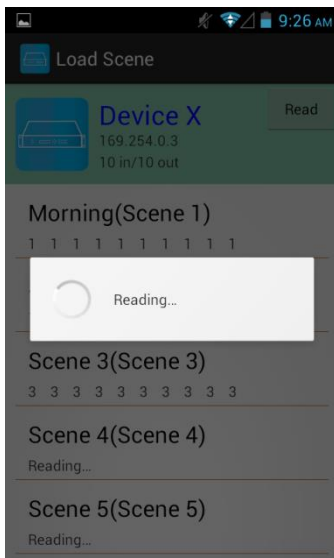 9:26 AM
Load Scene
Device X
Read
169.254.0.3
10 in/10 out
Morning(Scene 1)
1 1 1 1 1 1 1 1 1 1
Reading...
Scene 3(Scene 3)
3 3 3 3 3 3 3 3 3 3
Scene 4(Scene 4)
Reading...
Scene 5(Scene 5)
Reading...